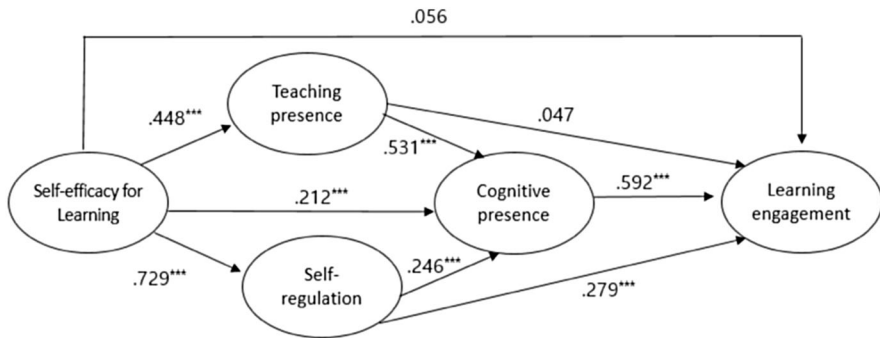 .056
Teaching
presence
.448***
.047
.531***
Self-efficacy for
Learning
.212***
Cognitive
presence
.592***
Learning
engagement
.729***
Self-
regulation
.246***
.279***